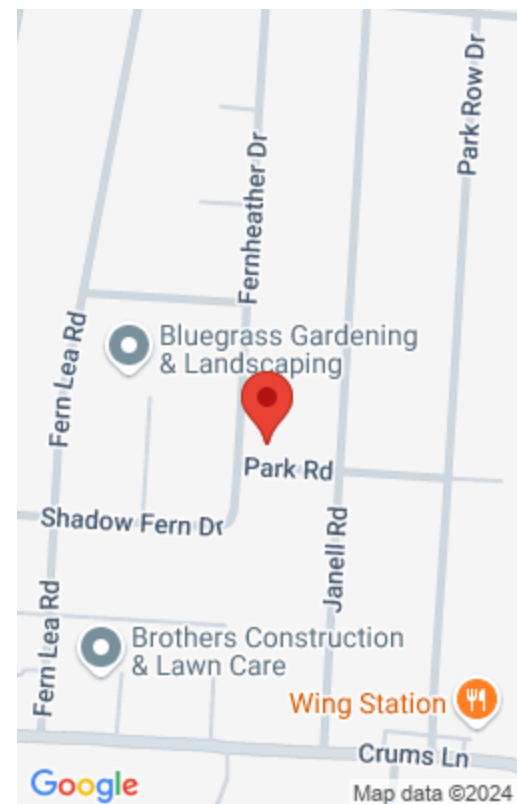 Park Row Dr
Fernheather Dr
Bluegrass Gardening
& Landscaping
Fern Lea Rd
Park Rd
Shadow Fern Dr
Janell Rd
Fern Lea Rd
Brothers Construction
& Lawn Care
Wing Station
Crums Ln
Google
Map data ©2024